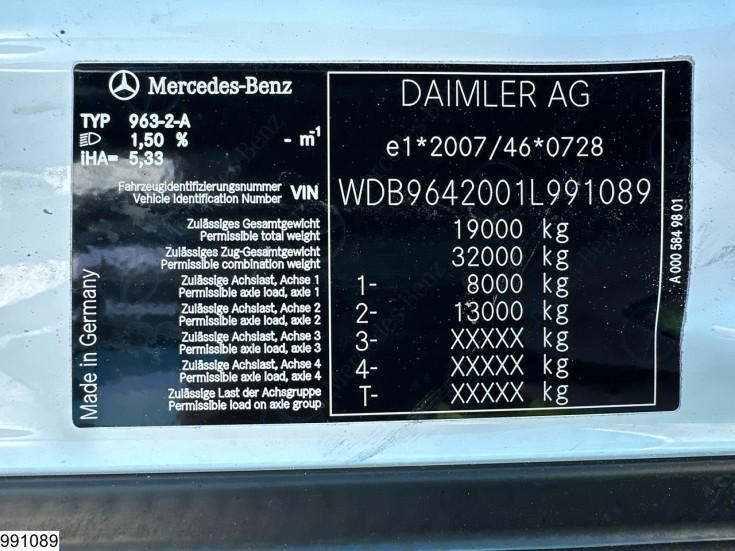 Mercedes-Benz
TYP 963-2-A
1,50 % - m⁻¹
iHA= 5,33
DAIMLER AG
e1*2007/46*0728
Fahrzeugidentifizierungsnummer
Vehicle Identification Number VIN WDB9642001L991089
Zulässiges Gesamtgewicht
Permissible total weight 19000 kg
Zulässiges Zug-Gesamtgewicht
Permissible combination weight 32000 kg
Zulässige Achslast, Achse 1
Permissible axle load, axle 1 1- 8000 kg
Zulässige Achslast, Achse 2
Permissible axle load, axle 2 2- 13000 kg
Zulässige Achslast, Achse 3
Permissible axle load, axle 3 3- XXXXX kg
Zulässige Achslast, Achse 4
Permissible axle load, axle 4 4- XXXXX kg
Zulässige Last der Achsgruppe
Permissible load on axle group T- XXXXX kg
Made in Germany
A 000 584 98 01
991089